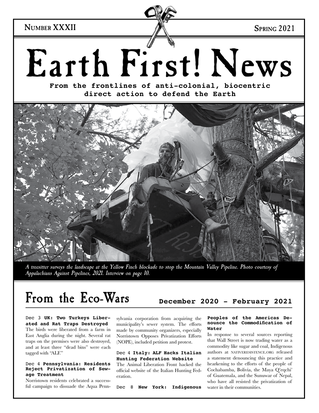 NUMBER XXXII
SPRING 2021
Earth First! News
From the frontlines of anti-colonial, biocentric
direct action to defend the Earth
A treesitter surveys the landscape at the Yellow Finch blockade to stop the Mountain Valley Pipeline. Photo courtesy of
Appalachians Against Pipelines, 2021. Interview on page 10.
From the Eco-Wars
December 2020 - February 2021
Dec 3 UK: Two Turkeys Liber-
ated and Rat Traps Destroyed
The birds were liberated from a farm in
East Anglia during the night. Several rat
traps on the premises were also destroyed,
and at least three "dead bins" were each
tagged with "ALF"
Dec 4 Pennsylvania: Residents
Reject Privatization of Sew-
age Treatment
Norristown residents celebrated a success-
ful campaign to dissuade the Aqua Penn-
sylvania corporation from acquiring the
municipality's sewer system. The efforts
made by community organizers, especially
Norristown Opposes Privatization Efforts
(NOPE), included petitions and protests.
Dec 4 Italy: ALF Hacks Italian
Hunting Federation Website
The Animal Liberation Front hacked the
official website of the Italian Hunting Fed-
eration.
Dec 8 New York: Indigenous
Peoples of the Americas De-
nounce the Commodification of
Water
In response to several sources reporting
that Wall Street is now trading water as a
commodity like sugar and coal, Indigenous
authors at
released
a statement denouncing this practice and
hearkening to the efforts of the people of
Cochabamba, Bolivia, the Maya Q'eqchi'
of Guatemala, and the Sunuwar of Nepal,
who have all resisted the privatization of
water in their communities.